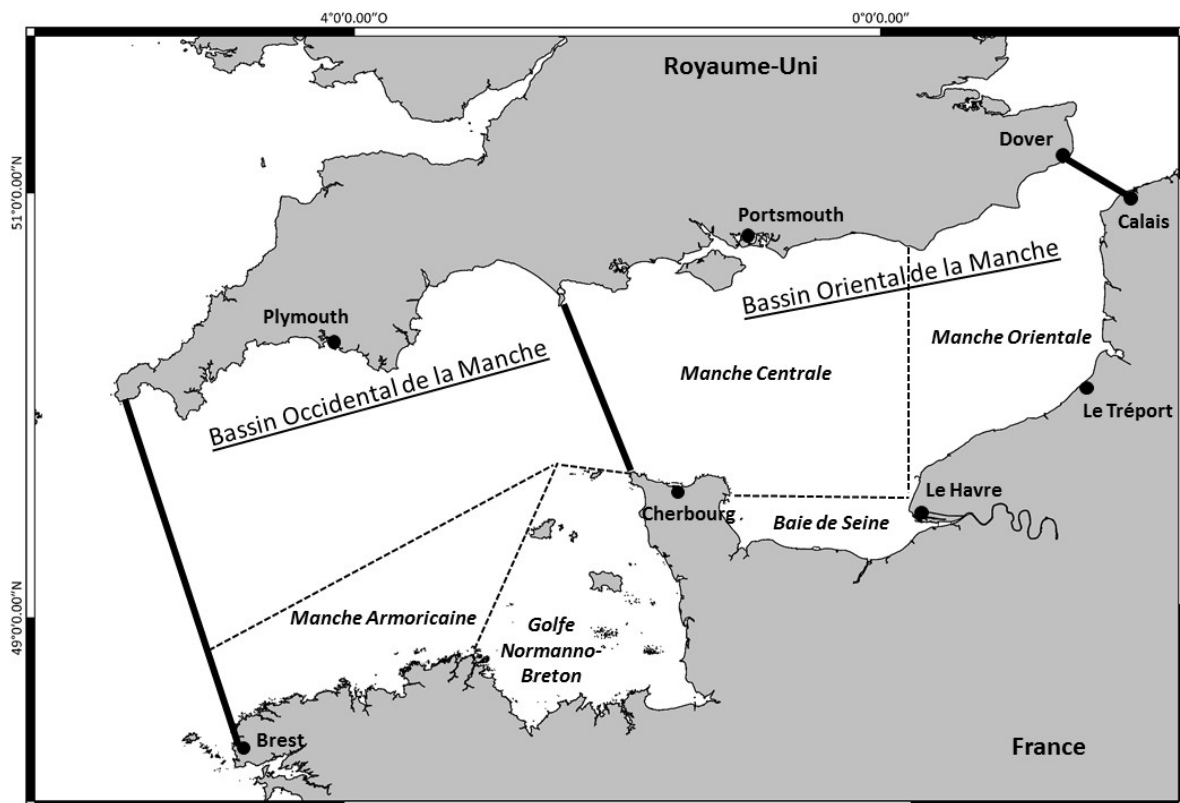 4°0'0.00"O
0°0'0.00"
Royaume-Uni
Dover
51°0'0.00"N
Calais
Portsmouth
Bassin Oriental de la Manche
Plymouth
Manche Orientale
Bassin Occidental de la Manche
Manche Centrale
Le Tréport
Le Havre
Cherbourg
Baie de Seine
49°0'0.00"N
Manche Armoricaine
Golfe
Normanno-
Breton
Brest
France